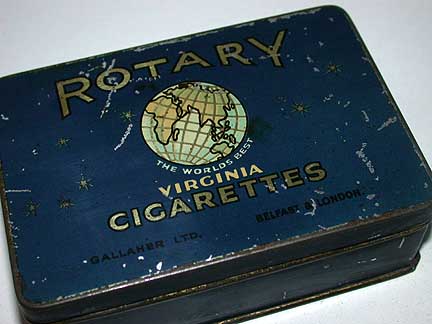 ROTARY
THE WORLDS BEST
VIRGINIA
CIGARETTES
GALLAHER LTD. BELFAST & LONDON.